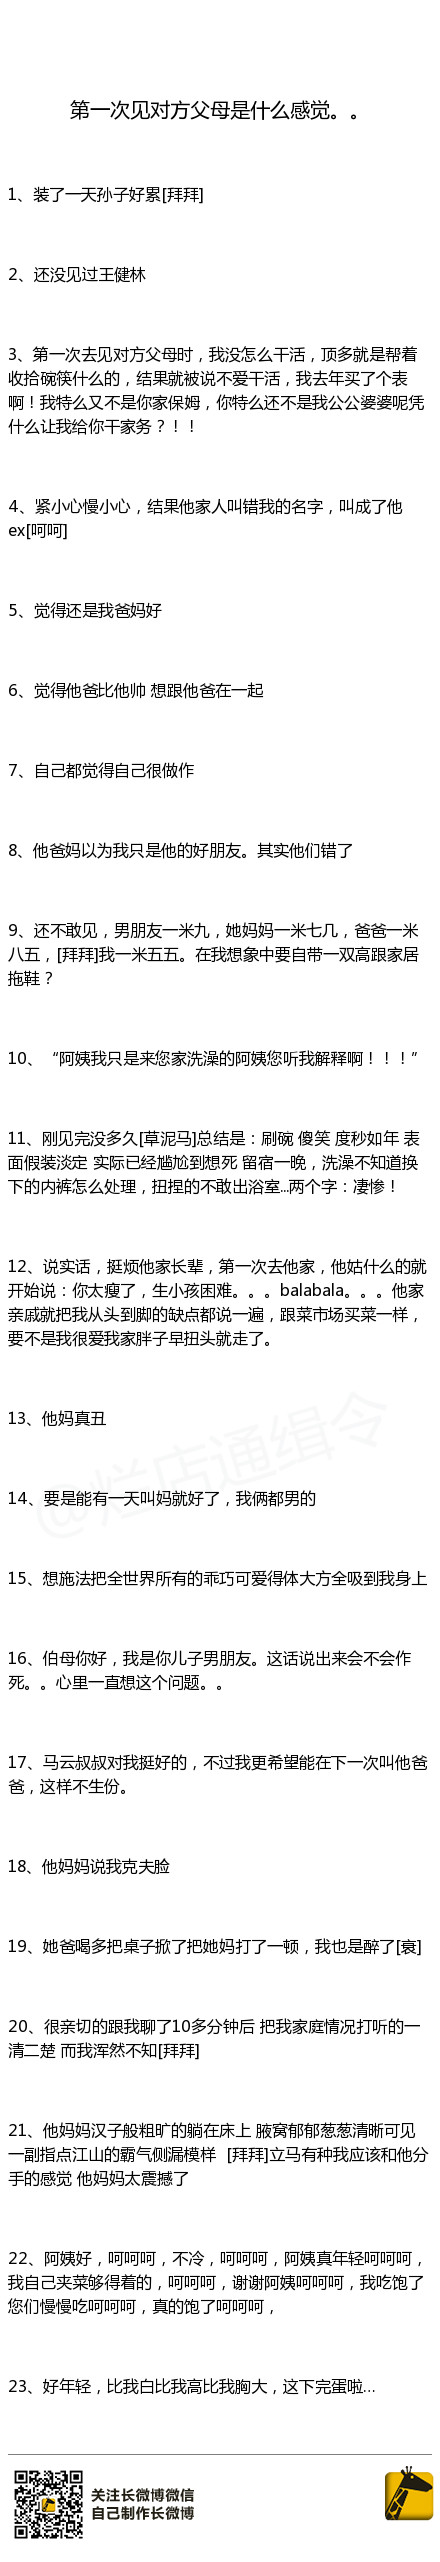 第一次见对方父母是什么感觉。。
1、装了一天孙子好累[拜拜]
2、还没见过王健林
3、第一次去见对方父母时，我没怎么干活，顶多就是帮着
收拾碗筷什么的，结果就被说不爱干活，我去年买了个表
啊！我特么又不是你家保姆，你特么还不是我公公婆婆呢凭
什么让我给你干家务？！！
4、紧小心慢小心，结果他家人叫错我的名字，叫成了他
ex[呵呵]
5、觉得还是我爸妈好
6、觉得他爸比他帅 想跟他爸在一起
7、自己都觉得自己很做作
8、他爸妈以为我只是他的好朋友。其实他们错了
9、还不敢见，男朋友一米九，她妈妈一米七几，爸爸一米
八五，[拜拜]我一米五五。在我想象中要自带一双高跟家居
拖鞋？
10、“阿姨我只是来您家洗澡的阿姨您听我解释啊！！！”
11、刚见完没多久[草泥马]总结是：刷碗 傻笑 度秒如年 表
面假装淡定 实际已经尴尬到想死 留宿一晚，洗澡不知道换
下的内裤怎么处理，扭捏的不敢出浴室...两个字：凄惨！
12、说实话，挺烦他家长辈，第一次去他家，他姑什么的就
开始说：你太瘦了，生小孩困难。。。balabala。。。他家
亲戚就把我从头到脚的缺点都说一遍，跟菜市场买菜一样，
要不是我很爱我家胖子早扭头就走了。
13、他妈真丑
@烂店通缉令
14、要是能有一天叫妈就好了，我俩都男的
15、想施法把全世界所有的乖巧可爱得体大方全吸到我身上
16、伯母你好，我是你儿子男朋友。这话说出来会不会作
死。。心里一直想这个问题。。
17、马云叔叔对我挺好的，不过我更希望能在下一次叫他爸
爸，这样不生份。
18、他妈妈说我克夫脸
19、她爸喝多把桌子掀了把她妈打了一顿，我也是醉了[衰]
20、很亲切的跟我聊了10多分钟后 把我家庭情况打听的一
清二楚 而我浑然不知[拜拜]
21、他妈妈汉子般粗旷的躺在床上 腋窝郁郁葱葱清晰可见
一副指点江山的霸气侧漏模样 [拜拜]立马有种我应该和他分
手的感觉 他妈妈太震撼了
22、阿姨好，呵呵呵，不冷，呵呵呵，阿姨真年轻呵呵呵，
我自己夹菜够得着的，呵呵呵，谢谢阿姨呵呵呵，我吃饱了
您们慢慢吃呵呵呵，真的饱了呵呵呵，
23、好年轻，比我白比我高比我胸大，这下完蛋啦...
关注长微博微信
自己制作长微博